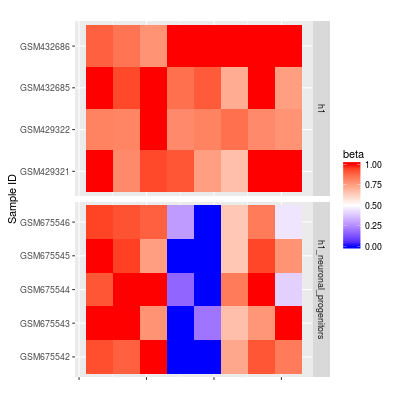 GSM432686
GSM432685
GSM429322
GSM429321
h1
GSM675546
GSM675545
GSM675544
GSM675543
GSM675542
h1_neuronal_progenitors
Sample ID
beta
1.00
0.75
0.50
0.25
0.00